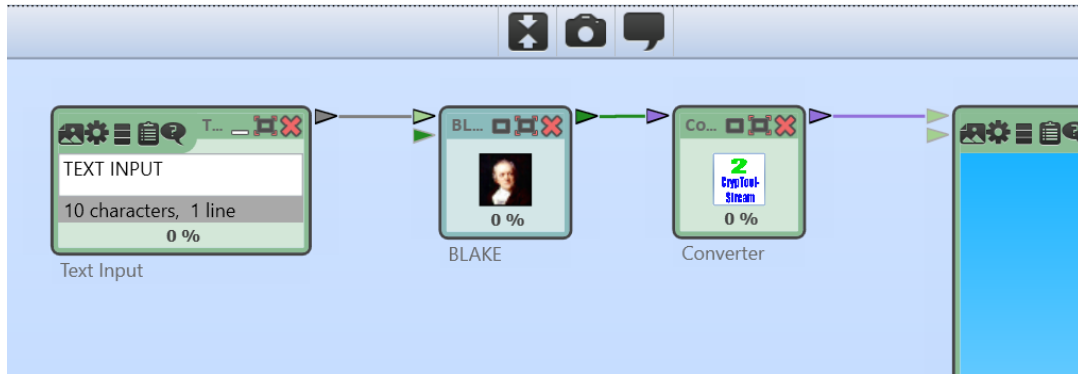 T...
TEXT INPUT
10 characters, 1 line
0 %
Text Input
BL...
0 %
BLAKE
Co...
2
CrypTool-
Stream
0 %
Converter